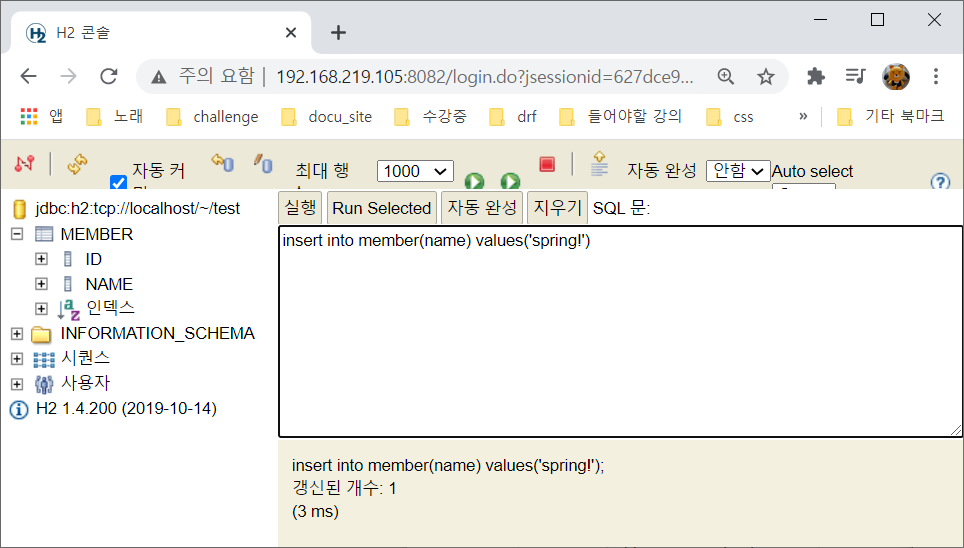 H2 콘솔
주의 요함 | 192.168.219.105:8082/login.do?jsessionid=627dce9...
앱 노래 challenge docu_site 수강중 drf 들어야할 강의 css » 기타 북마크
자동 커 최대 행 1000 자동 완성 안함 Auto select
jdbc:h2:tcp://localhost/~/test
실행 Run Selected 자동 완성 지우기 SQL 문:
MEMBER
insert into member(name) values('spring!')
ID
NAME
인덱스
INFORMATION_SCHEMA
시퀀스
사용자
H2 1.4.200 (2019-10-14)
insert into member(name) values('spring!');
갱신된 개수: 1
(3 ms)